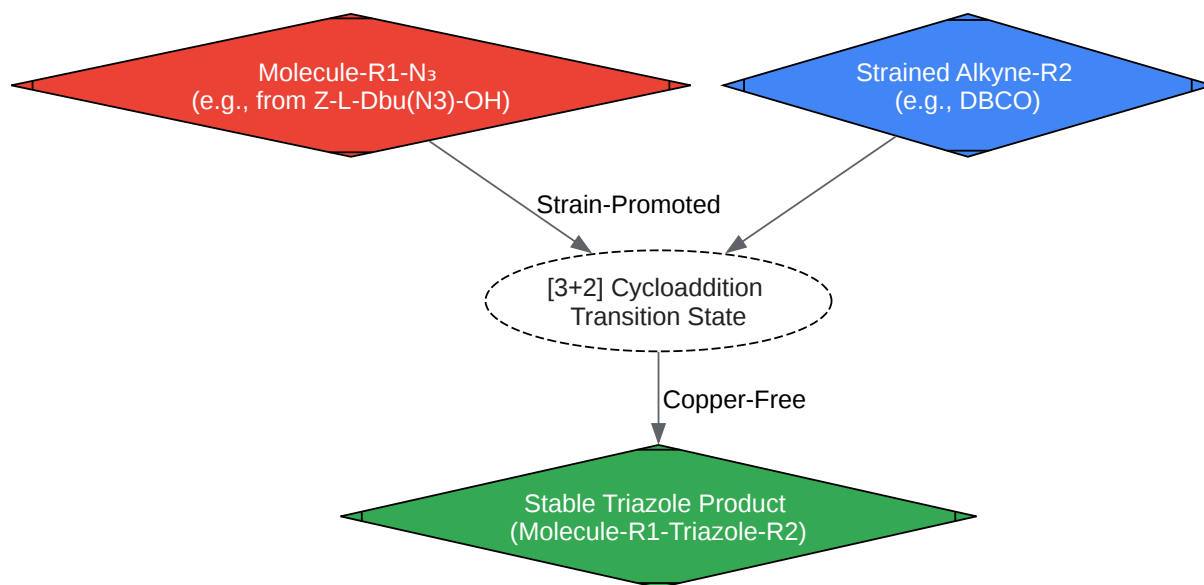 Molecule-R1-N₃
(e.g., from Z-L-Dbu(N3)-OH)
Strained Alkyne-R2
(e.g., DBCO)
Strain-Promoted
[3+2] Cycloaddition
Transition State
Copper-Free
Stable Triazole Product
(Molecule-R1-Triazole-R2)